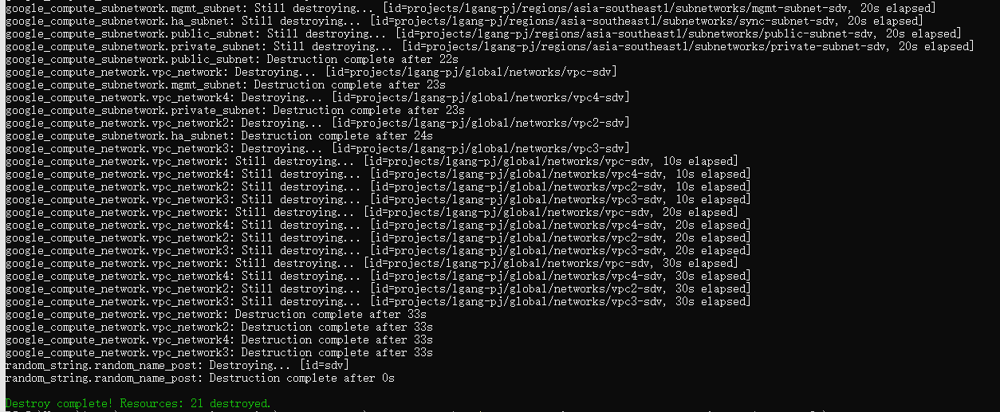 google_compute_subnetwork.mgmt_subnet: Still destroying... [id=projects/lgang-pj/regions/asia-southeast1/subnetworks/mgmt-subnet-sdv, 20s elapsed]
google_compute_subnetwork.ha_subnet: Still destroying... [id=projects/lgang-pj/regions/asia-southeast1/subnetworks/sync-subnet-sdv, 20s elapsed]
google_compute_subnetwork.public_subnet: Still destroying... [id=projects/lgang-pj/regions/asia-southeast1/subnetworks/public-subnet-sdv, 20s elapsed]
google_compute_subnetwork.private_subnet: Still destroying... [id=projects/lgang-pj/regions/asia-southeast1/subnetworks/private-subnet-sdv, 20s elapsed]
google_compute_subnetwork.public_subnet: Destruction complete after 22s
google_compute_network.vpc_network: Destroying... [id=projects/lgang-pj/global/networks/vpc-sdv]
google_compute_subnetwork.mgmt_subnet: Destruction complete after 23s
google_compute_network.vpc_network4: Destroying... [id=projects/lgang-pj/global/networks/vpc4-sdv]
google_compute_subnetwork.private_subnet: Destruction complete after 23s
google_compute_network.vpc_network2: Destroying... [id=projects/lgang-pj/global/networks/vpc2-sdv]
google_compute_subnetwork.ha_subnet: Destruction complete after 24s
google_compute_network.vpc_network3: Destroying... [id=projects/lgang-pj/global/networks/vpc3-sdv]
google_compute_network.vpc_network: Still destroying... [id=projects/lgang-pj/global/networks/vpc-sdv, 10s elapsed]
google_compute_network.vpc_network4: Still destroying... [id=projects/lgang-pj/global/networks/vpc4-sdv, 10s elapsed]
google_compute_network.vpc_network2: Still destroying... [id=projects/lgang-pj/global/networks/vpc2-sdv, 10s elapsed]
google_compute_network.vpc_network3: Still destroying... [id=projects/lgang-pj/global/networks/vpc3-sdv, 10s elapsed]
google_compute_network.vpc_network: Still destroying... [id=projects/lgang-pj/global/networks/vpc-sdv, 20s elapsed]
google_compute_network.vpc_network4: Still destroying... [id=projects/lgang-pj/global/networks/vpc4-sdv, 20s elapsed]
google_compute_network.vpc_network2: Still destroying... [id=projects/lgang-pj/global/networks/vpc2-sdv, 20s elapsed]
google_compute_network.vpc_network3: Still destroying... [id=projects/lgang-pj/global/networks/vpc3-sdv, 20s elapsed]
google_compute_network.vpc_network: Still destroying... [id=projects/lgang-pj/global/networks/vpc-sdv, 30s elapsed]
google_compute_network.vpc_network4: Still destroying... [id=projects/lgang-pj/global/networks/vpc4-sdv, 30s elapsed]
google_compute_network.vpc_network2: Still destroying... [id=projects/lgang-pj/global/networks/vpc2-sdv, 30s elapsed]
google_compute_network.vpc_network3: Still destroying... [id=projects/lgang-pj/global/networks/vpc3-sdv, 30s elapsed]
google_compute_network.vpc_network: Destruction complete after 33s
google_compute_network.vpc_network2: Destruction complete after 33s
google_compute_network.vpc_network4: Destruction complete after 33s
google_compute_network.vpc_network3: Destruction complete after 33s
random_string.random_name_post: Destroying... [id=sdv]
random_string.random_name_post: Destruction complete after 0s
Destroy complete! Resources: 21 destroyed.